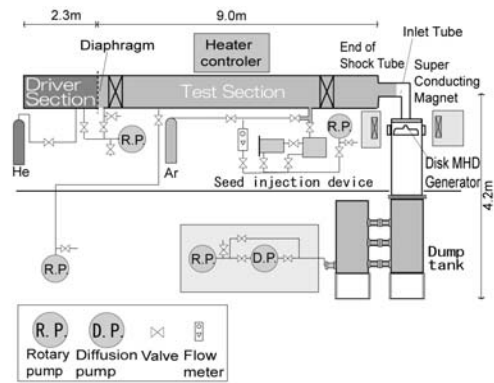 2.3m
9.0m
Diaphragm
Heater
controler
End of
Shock Tube
Inlet Tube
Super
Conducting
Magnet
Driver
Section
Test Section
R.P.
R.P.
He
Ar
Seed injection device
Disk MHD
Generator
4.2m
R.P.
R.P.
D.P.
Dump
tank
R.P.
D.P.
Rotary
pump
Diffusion
pump
Valve
Flow
meter